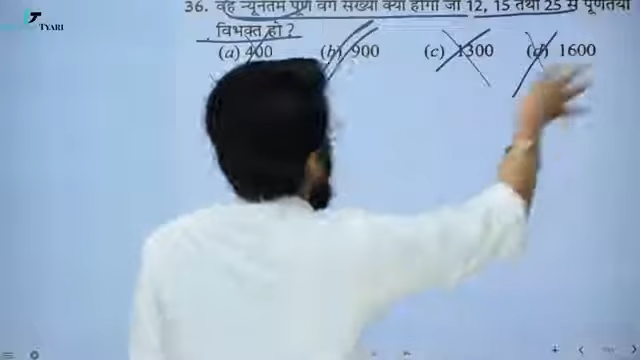 TYARI
36. वह न्यूनतम पूर्ण वर्ग संख्या क्या होगी जो 12, 15 तथा 25 से पूर्णतया
विभक्त हो ?
(a) 400 (b) 900 (c) 1300 (d) 1600